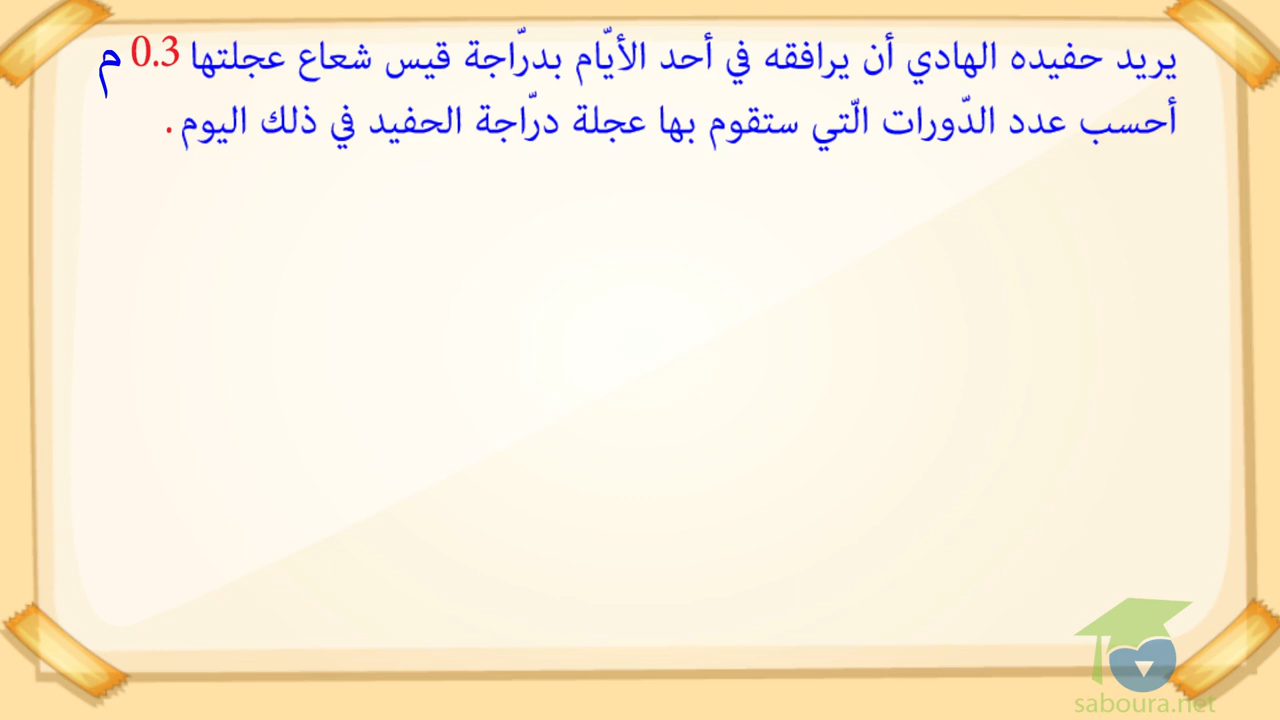 يريد حفيده الهادي أن يرافقه في أحد الأيّام بدرّاجة قيس شعاع عجلتها 0.3 م
أحسب عدد الدّورات الّتي ستقوم بها عجلة درّاجة الحفيد في ذلك اليوم .
saboura.net